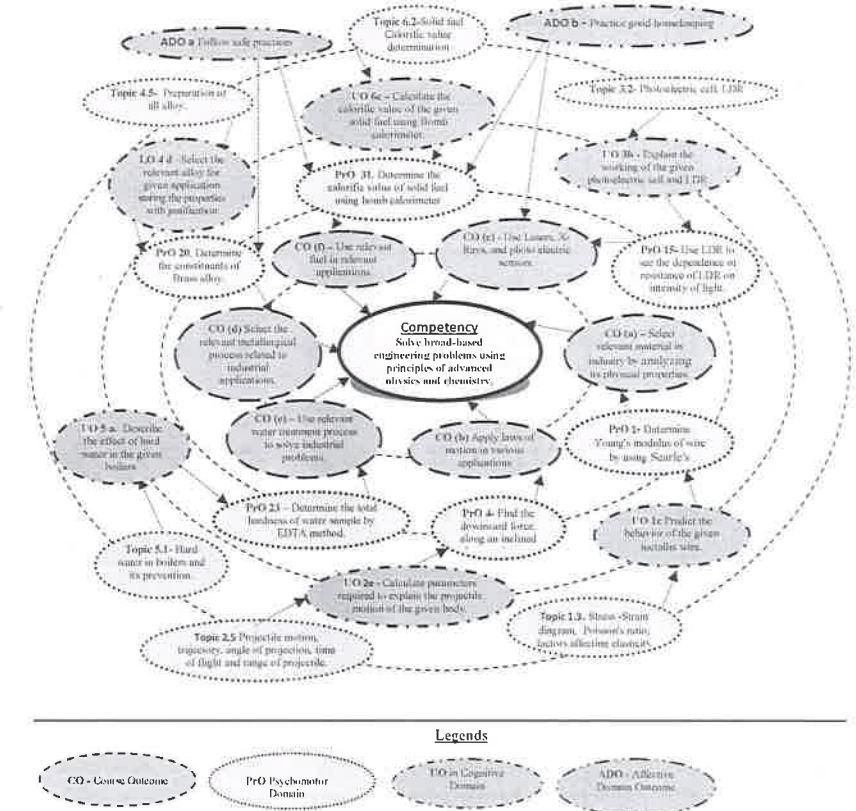 Topic 6.2-Solid fuel
Calorific value
determination
ADO a Follow safe practices
ADO b - Practice good housekeeping
Topic 4.5- Preparation of
all alloy.
UO 6c - Calculate the
calorific value of the given
solid fuel using Bomb
calorimeter.
Topic 3.2- Photoelectric cell, LDR
LO 4 d -Select the
relevant alloy for
given application
storing the properties
with justification
PrO 31. Determine the
calorific value of solid fuel
using bomb calorimeter
UO 3b - Explain the
working of the given
photoelectric cell and LDR
PrO 20. Determine
the constituents of
Brass alloy.
CO (f) – Use relevant
fuel in relevant
applications.
CO (c) - Use Lasers, X-
Rays, and photo electric
sensors.
PrO 15- Use LDR to
see the dependence of
resistance of LDR on
intensity of light.
CO (d) Select the
relevant metallurgical
process related to
industrial
applications.
Competency
Solve broad-based
engineering problems using
principles of advanced
physics and chemistry.
CO (a) – Select
relevant material in
industry by analyzing
its physical properties.
UO 5 a. Describe
the effect of hard
water in the given
boilers
CO (e) – Use relevant
water treatment process
to solve industrial
problems.
CO (b) Apply laws of
motion in various
applications
PrO 2- Determine
Young's modulus of wire
by using Searle's
PrO 23 – Determine the total
hardness of water sample by
EDTA method.
PrO 4- Find the
downward force,
along an inclined
UO 1c Predict the
behavior of the given
metallic wire.
Topic 5.1- Hard
water in boilers and
its prevention.
UO 2e - Calculate parameters
required to explain the projectile
motion of the given body.
Topic 1.3- Stress -Strain
diagram, Poisson's ratio,
factors affecting elasticity.
Topic 2.5 Projectile motion,
trajectory, angle of projection, time
of flight and range of projectile.
Legends
CO - Course Outcome
PrO Psychomotor
Domain
UO in Cognitive
Domain
ADO - Affective
Domain Outcome